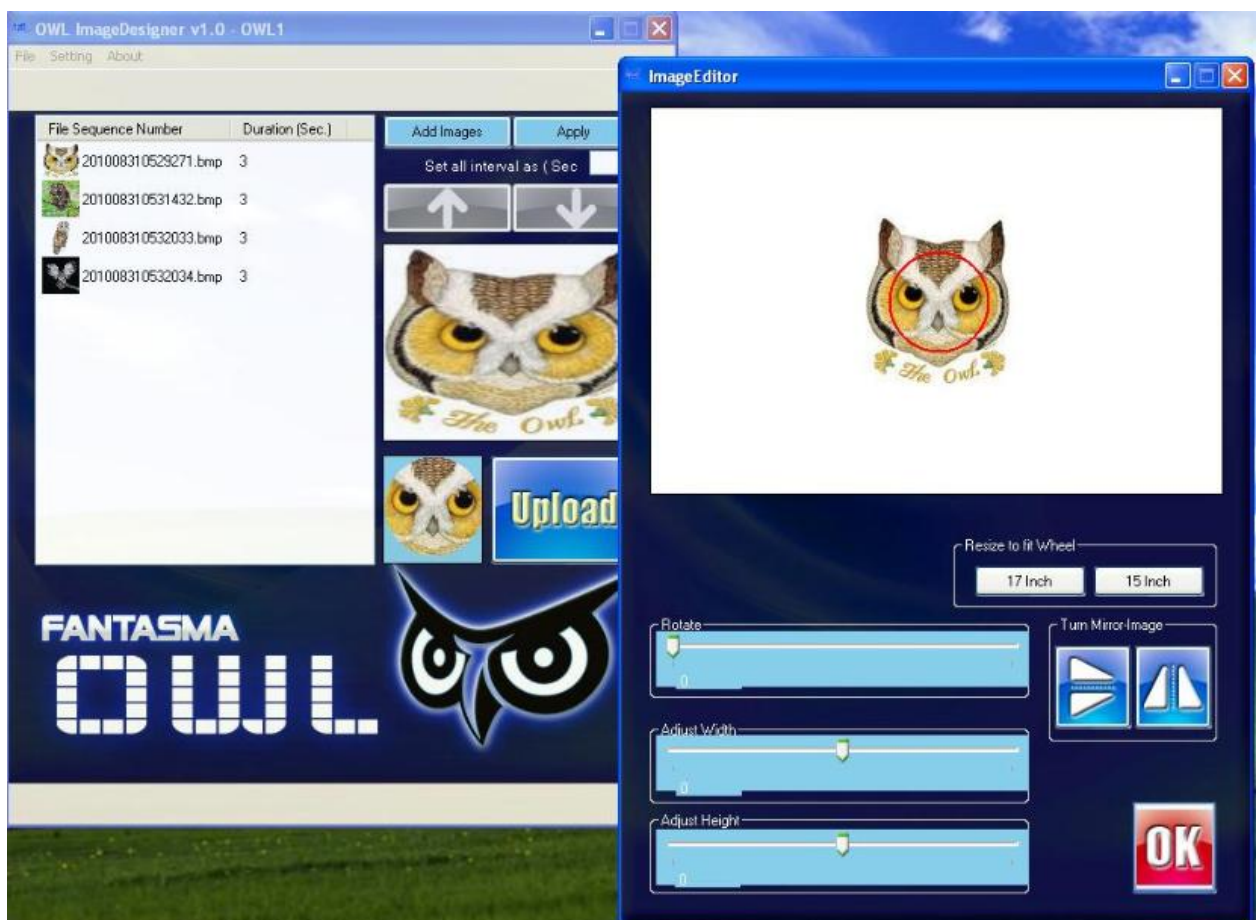 OWL ImageDesigner v1.0 - OWL1
File Setting About
File Sequence Number Duration (Sec.)
201008310529271.bmp 3
201008310531432.bmp 3
201008310532033.bmp 3
201008310532034.bmp 3
Add Images Apply
Set all interval as ( Sec
The Owl
Upload
FANTASMA
OWL
ImageEditor
The Owl
Resize to fit Wheel
17 Inch 15 Inch
Rotate
0
Turn Mirror-Image
Adjust Width
0
Adjust Height
0
OK